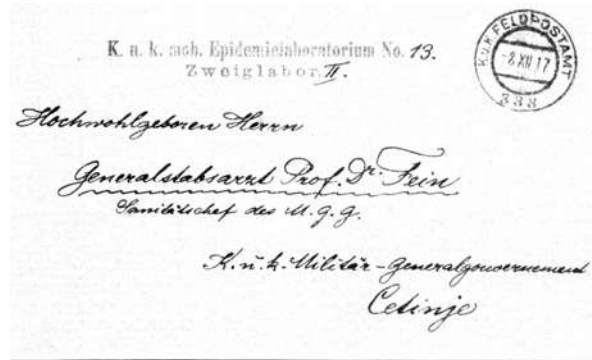 K. u. k. mob. Epidemielaboratorium No. 13.
Zweiglabor. II.
K.u.K. FELDPOSTAMT
-8 XII 17
338
Hochwohlgeboren Herrn
Generalstabsarzt Prof. Dr. Fein
Sanitätschef des M.G.G.
K.u.k. Militär-Generalgouvernement
Cetinje